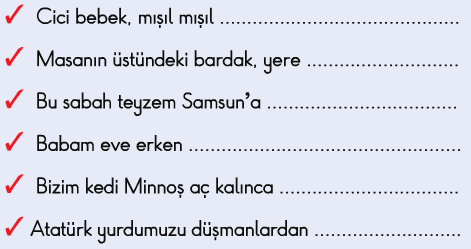 ✓ Cici bebek, mışıl mışıl ........................................
✓ Masanın üstündeki bardak, yere ..........................
✓ Bu sabah teyzem Samsun'a ................................
✓ Babam eve erken .............................................
✓ Bizim kedi Minnoş aç kalınca ..............................
✓ Atatürk yurdumuzu düşmanlardan .........................